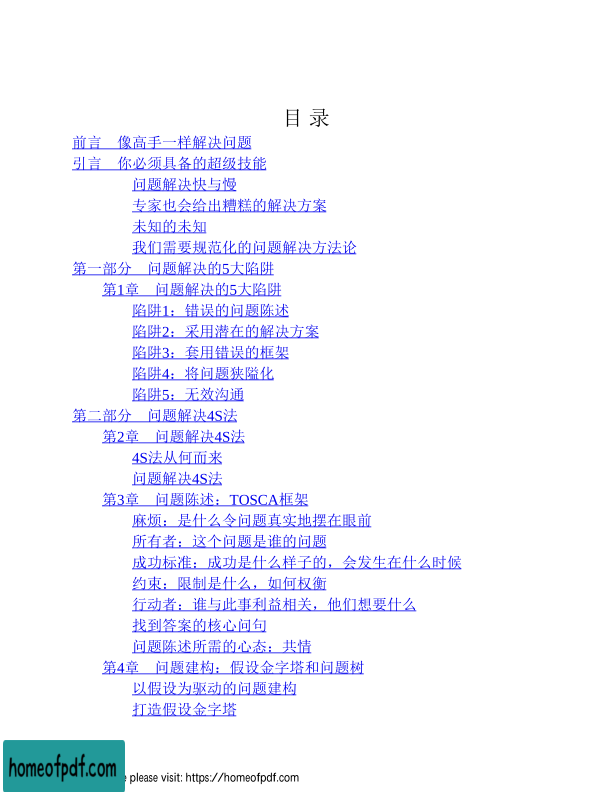 目 录
前言　像高手一样解决问题
引言　你必须具备的超级技能
问题解决快与慢
专家也会给出糟糕的解决方案
未知的未知
我们需要规范化的问题解决方法论
第一部分　问题解决的5大陷阱
第1章　问题解决的5大陷阱
陷阱1：错误的问题陈述
陷阱2：采用潜在的解决方案
陷阱3：套用错误的框架
陷阱4：将问题狭隘化
陷阱5：无效沟通
第二部分　问题解决4S法
第2章　问题解决4S法
4S法从何而来
问题解决4S法
第3章　问题陈述：TOSCA框架
麻烦：是什么令问题真实地摆在眼前
所有者：这个问题是谁的问题
成功标准：成功是什么样子的，会发生在什么时候
约束：限制是什么，如何权衡
行动者：谁与此事利益相关，他们想要什么
找到答案的核心问句
问题陈述所需的心态：共情
第4章　问题建构：假设金字塔和问题树
以假设为驱动的问题建构
打造假设金字塔
homeofpdf.com
please visit: https://homeofpdf.com